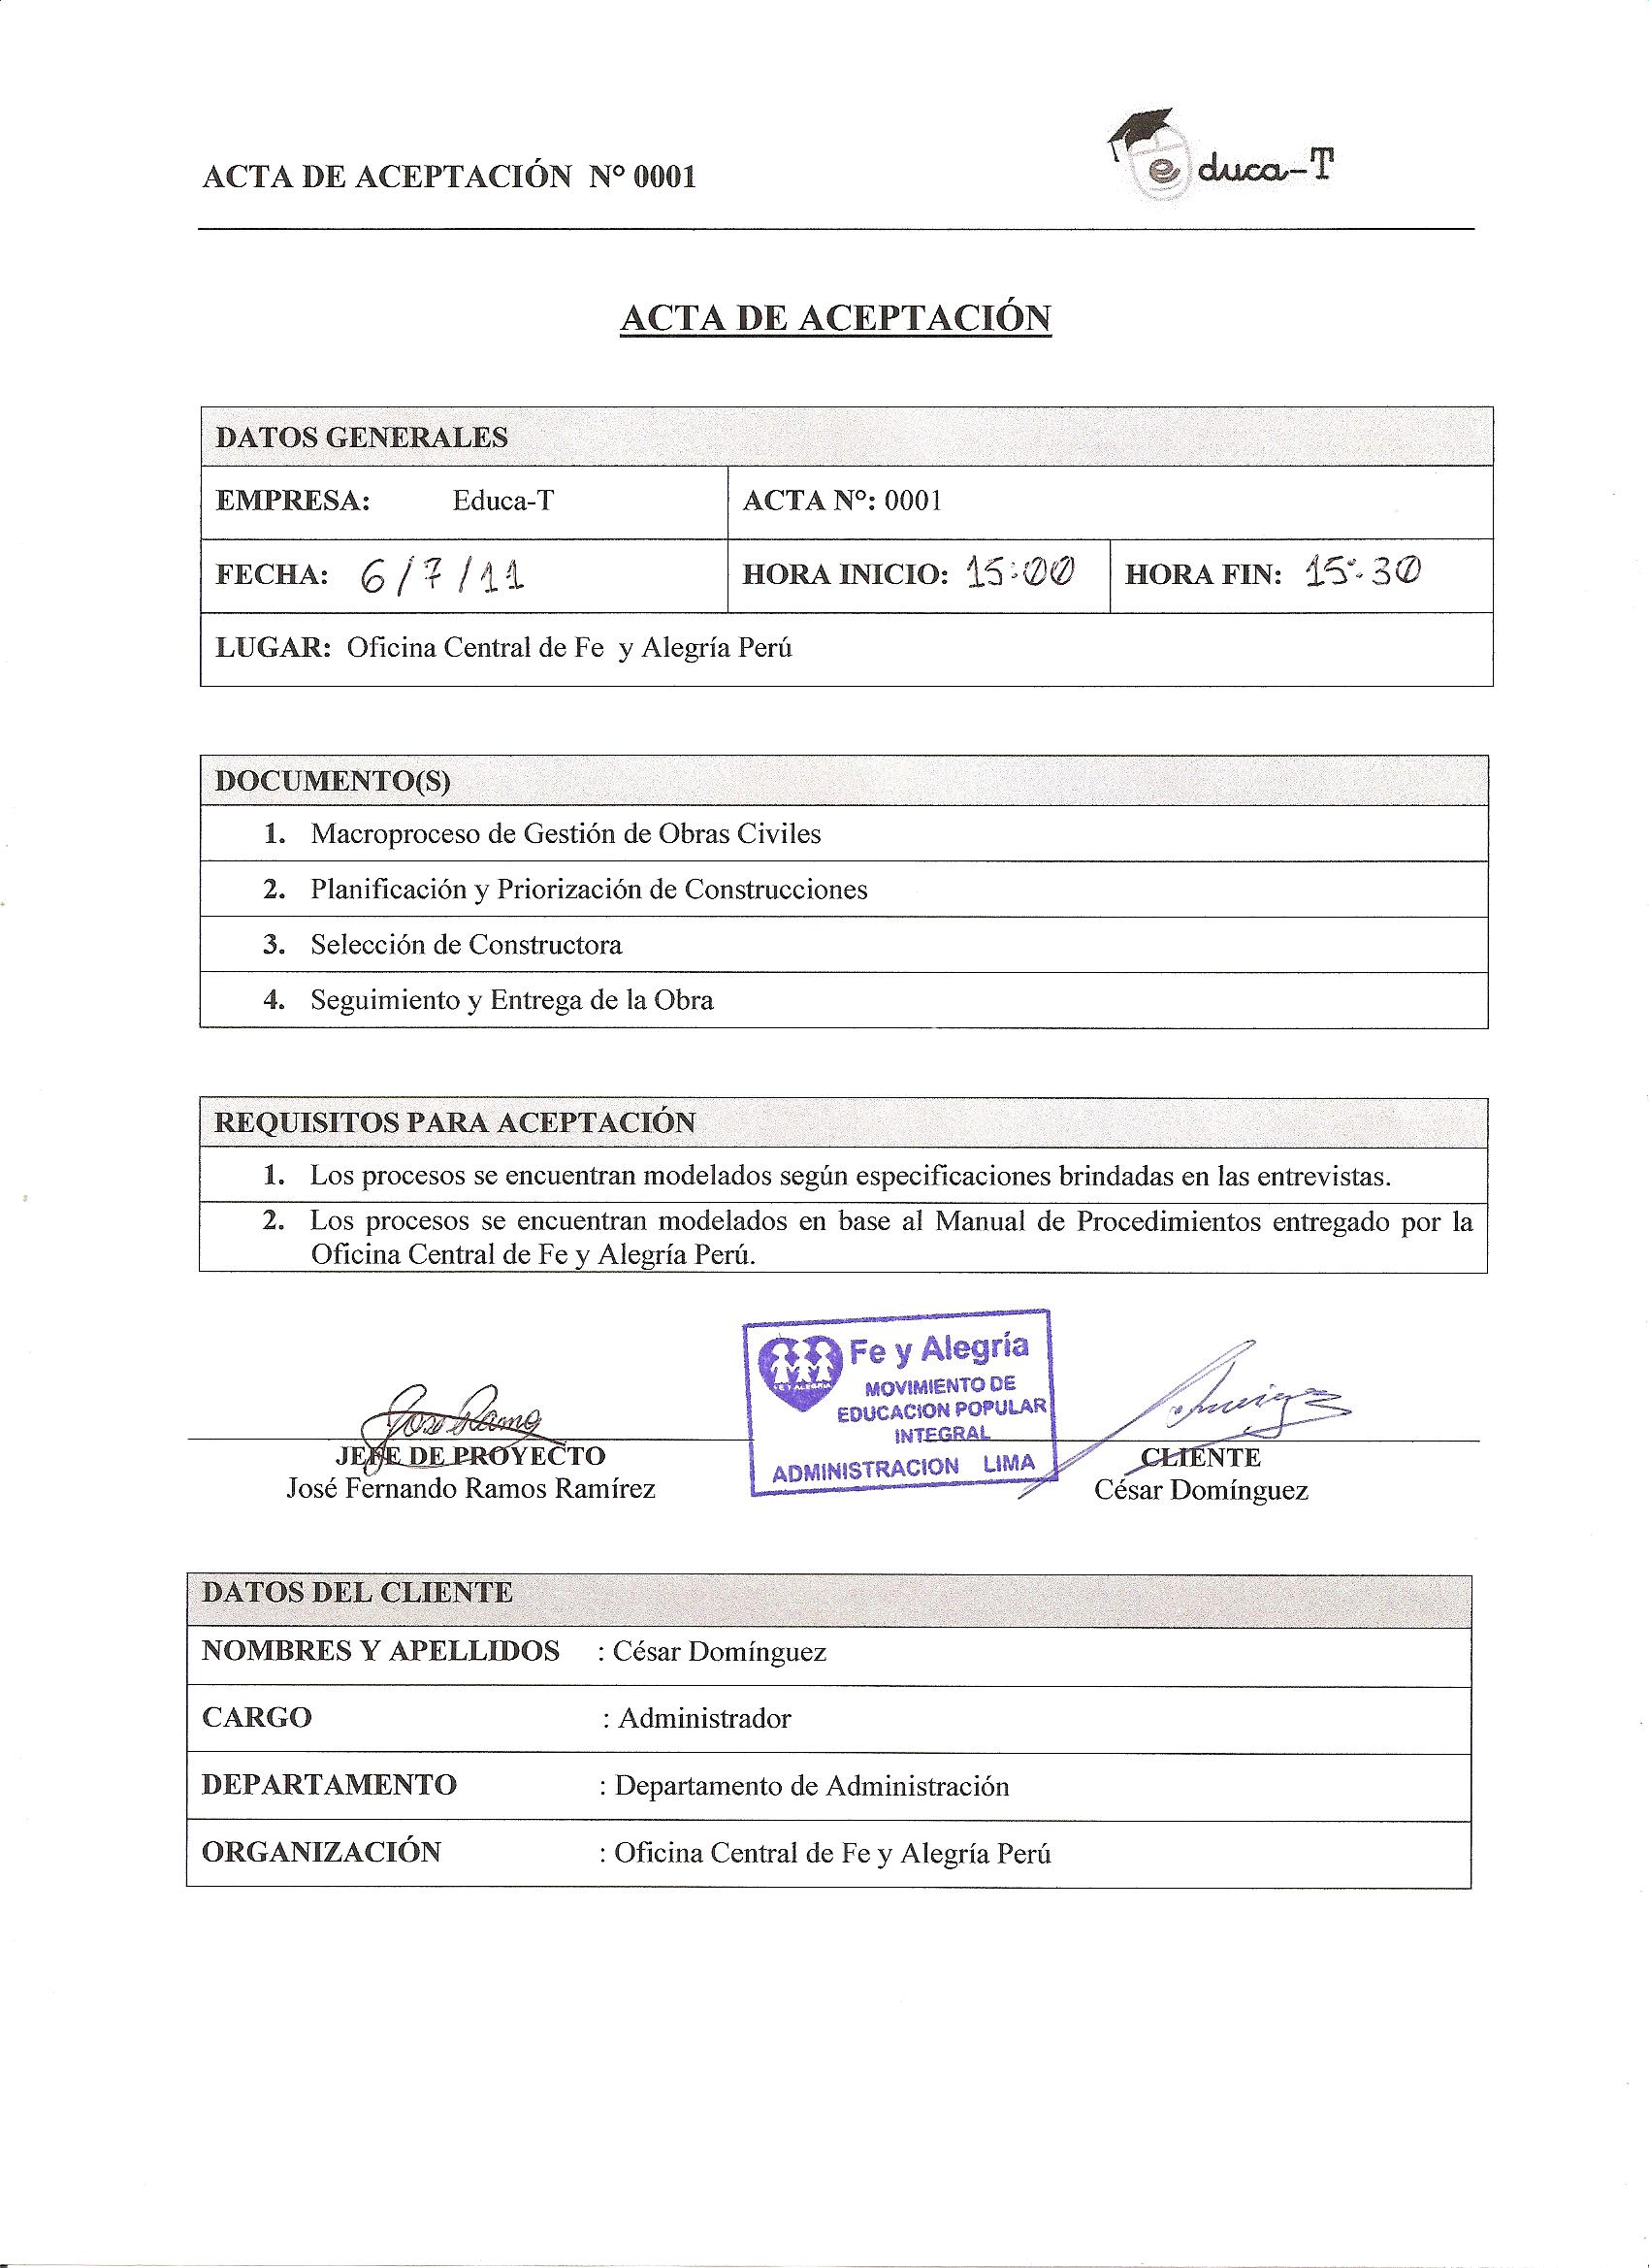 ACTA DE ACEPTACIÓN N° 0001
educa-T
ACTA DE ACEPTACIÓN
DATOS GENERALES
EMPRESA: Educa-T
ACTA N°: 0001
FECHA: 6/7/11
HORA INICIO: 15:00
HORA FIN: 15:30
LUGAR: Oficina Central de Fe y Alegría Perú
DOCUMENTO(S)
1. Macroproceso de Gestión de Obras Civiles
2. Planificación y Priorización de Construcciones
3. Selección de Constructora
4. Seguimiento y Entrega de la Obra
REQUISITOS PARA ACEPTACIÓN
1. Los procesos se encuentran modelados según especificaciones brindadas en las entrevistas.
2. Los procesos se encuentran modelados en base al Manual de Procedimientos entregado por la
Oficina Central de Fe y Alegría Perú.
Jose Ramos
JEFE DE PROYECTO
José Fernando Ramos Ramírez
Fe y Alegría
MOVIMIENTO DE
EDUCACION POPULAR
INTEGRAL
ADMINISTRACION LIMA
CLIENTE
César Domínguez
DATOS DEL CLIENTE
NOMBRES Y APELLIDOS : César Domínguez
CARGO : Administrador
DEPARTAMENTO : Departamento de Administración
ORGANIZACIÓN : Oficina Central de Fe y Alegría Perú